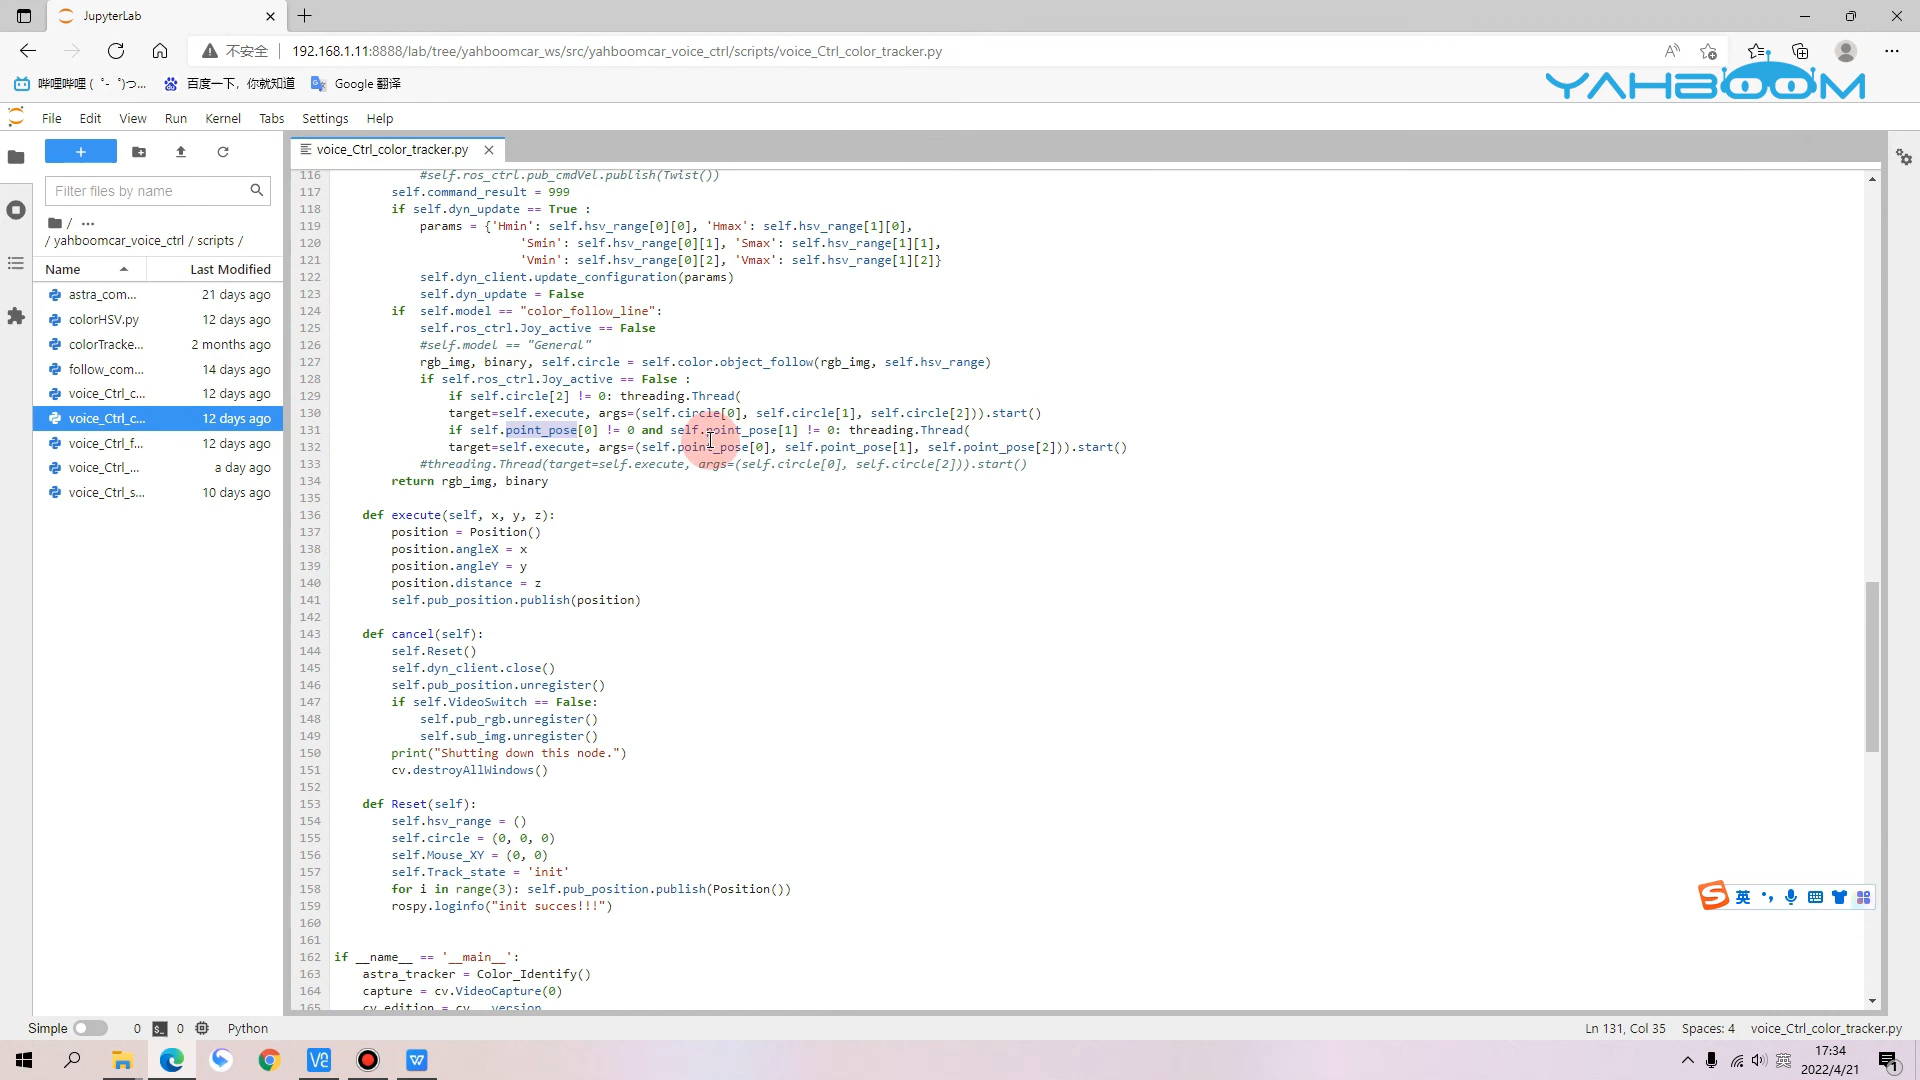 JupyterLab
不安全
192.168.1.11:8888/lab/tree/yahboomcar_ws/src/yahboomcar_voice_ctrl/scripts/voice_Ctrl_color_tracker.py
哔哩哔哩 (゜-゜)つ...
百度一下，你就知道
Google 翻译
YAHBOOM
File Edit View Run Kernel Tabs Settings Help
voice_Ctrl_color_tracker.py
Filter files by name
/ ···
/ yahboomcar_voice_ctrl / scripts /
Name Last Modified
astra_com... 21 days ago
colorHSV.py 12 days ago
colorTracke... 2 months ago
follow_com... 14 days ago
voice_Ctrl_c... 12 days ago
voice_Ctrl_c... 12 days ago
voice_Ctrl_f... 12 days ago
voice_Ctrl_... a day ago
voice_Ctrl_s... 10 days ago
116 #self.ros_ctrl.pub_cmdVel.publish(Twist())
117 self.command_result = 999
118 if self.dyn_update == True :
119 params = {'Hmin': self.hsv_range[0][0], 'Hmax': self.hsv_range[1][0],
120 'Smin': self.hsv_range[0][1], 'Smax': self.hsv_range[1][1],
121 'Vmin': self.hsv_range[0][2], 'Vmax': self.hsv_range[1][2]}
122 self.dyn_client.update_configuration(params)
123 self.dyn_update = False
124 if  self.model == "color_follow_line":
125 self.ros_ctrl.Joy_active == False
126 #self.model == "General"
127 rgb_img, binary, self.circle = self.color.object_follow(rgb_img, self.hsv_range)
128 if self.ros_ctrl.Joy_active == False :
129 if self.circle[2] != 0: threading.Thread(
130 target=self.execute, args=(self.circle[0], self.circle[1], self.circle[2])).start()
131 if self.point_pose[0] != 0 and self.point_pose[1] != 0: threading.Thread(
132 target=self.execute, args=(self.point_pose[0], self.point_pose[1], self.point_pose[2])).start()
133 #threading.Thread(target=self.execute, args=(self.circle[0], self.circle[2])).start()
134 return rgb_img, binary
135
136 def execute(self, x, y, z):
137 position = Position()
138 position.angleX = x
139 position.angleY = y
140 position.distance = z
141 self.pub_position.publish(position)
142
143 def cancel(self):
144 self.Reset()
145 self.dyn_client.close()
146 self.pub_position.unregister()
147 if self.VideoSwitch == False:
148 self.pub_rgb.unregister()
149 self.sub_img.unregister()
150 print("Shutting down this node.")
151 cv.destroyAllWindows()
152
153 def Reset(self):
154 self.hsv_range = ()
155 self.circle = (0, 0, 0)
156 self.Mouse_XY = (0, 0)
157 self.Track_state = 'init'
158 for i in range(3): self.pub_position.publish(Position())
159 rospy.loginfo("init succes!!!")
160
161
162 if __name__ == '__main__':
163 astra_tracker = Color_Identify()
164 capture = cv.VideoCapture(0)
165 cv_edition = cv.__version__
英
Simple 0 0 Python
Ln 131, Col 35 Spaces: 4 voice_Ctrl_color_tracker.py
英
17:34
2022/4/21
1